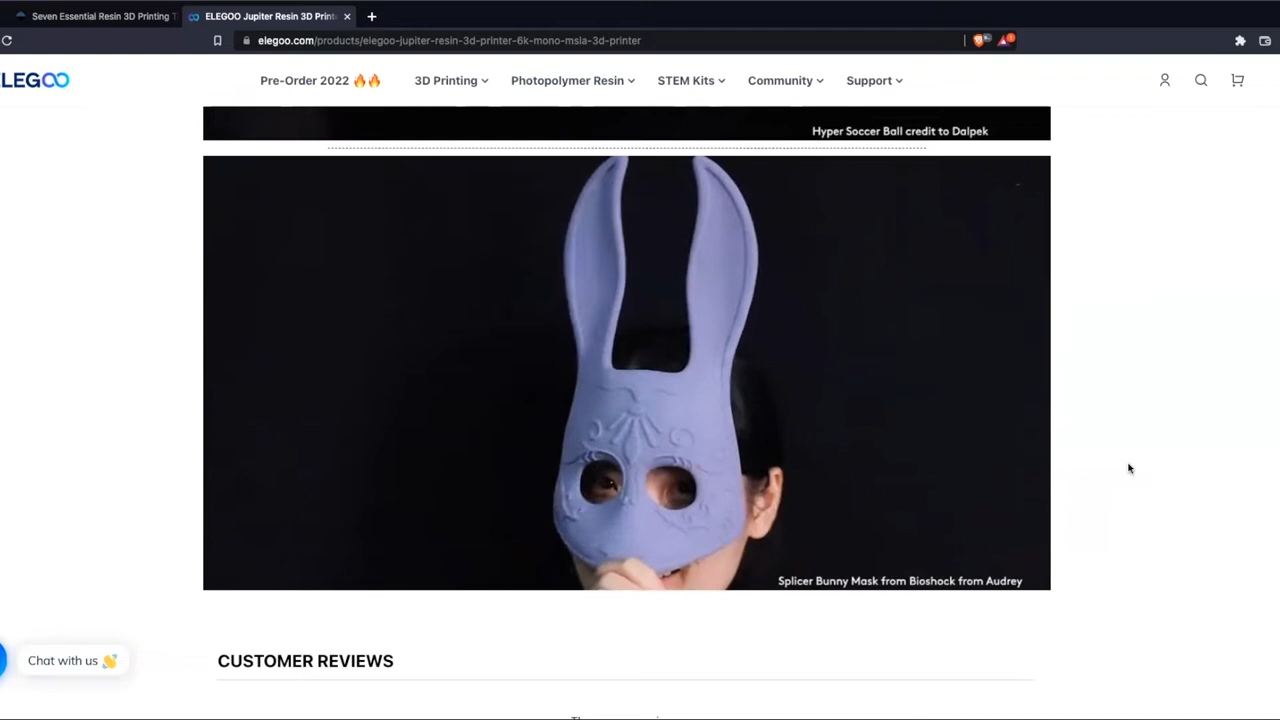 Seven Essential Resin 3D Printing T
ELEGOO Jupiter Resin 3D Print
elegoo.com/products/elegoo-jupiter-resin-3d-printer-6k-mono-msla-3d-printer
1
ELEGOO
Pre-Order 2022 🔥🔥
3D Printing
Photopolymer Resin
STEM Kits
Community
Support
Hyper Soccer Ball credit to Dalpek
Splicer Bunny Mask from Bioshock from Audrey
Chat with us 👋
CUSTOMER REVIEWS